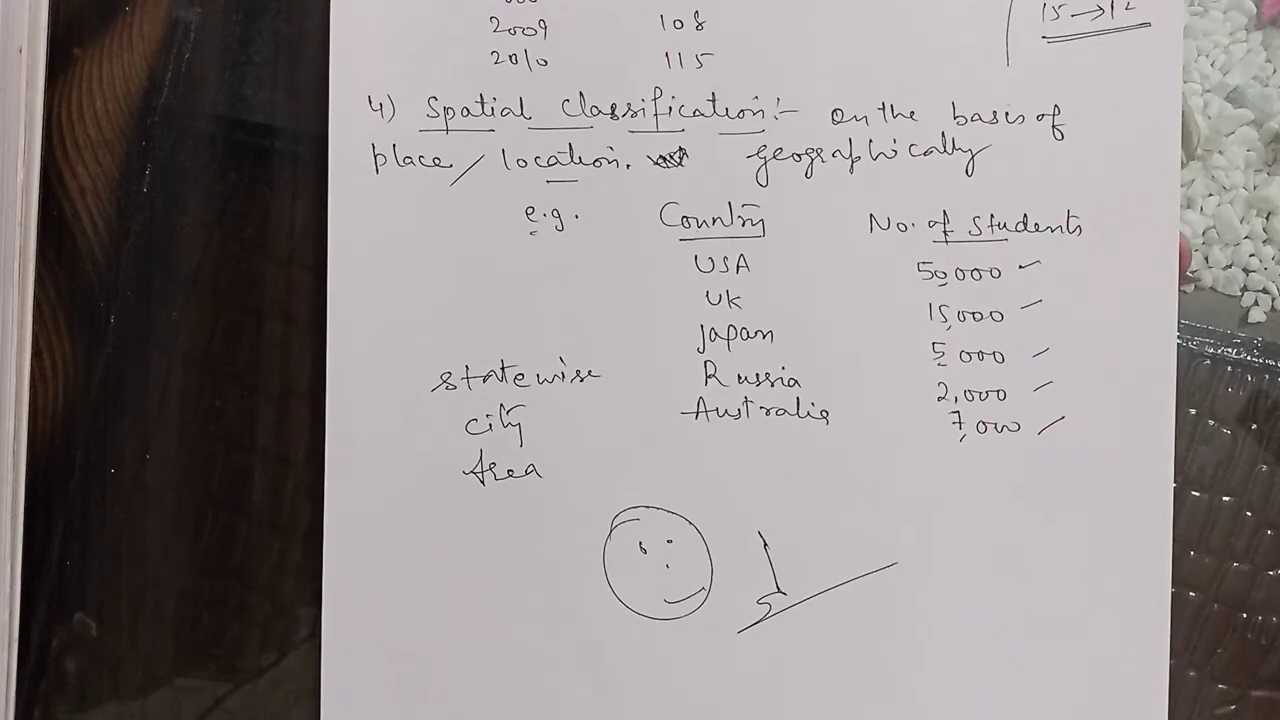 2009 108
15→12
2010 115
4) Spatial Classification:- On the basis of
place/location. geographically
e.g. Country No. of Students
USA 50,000
UK 15,000
Japan 5,000
statewise Russia 2,000
city Australia 7,000
Area